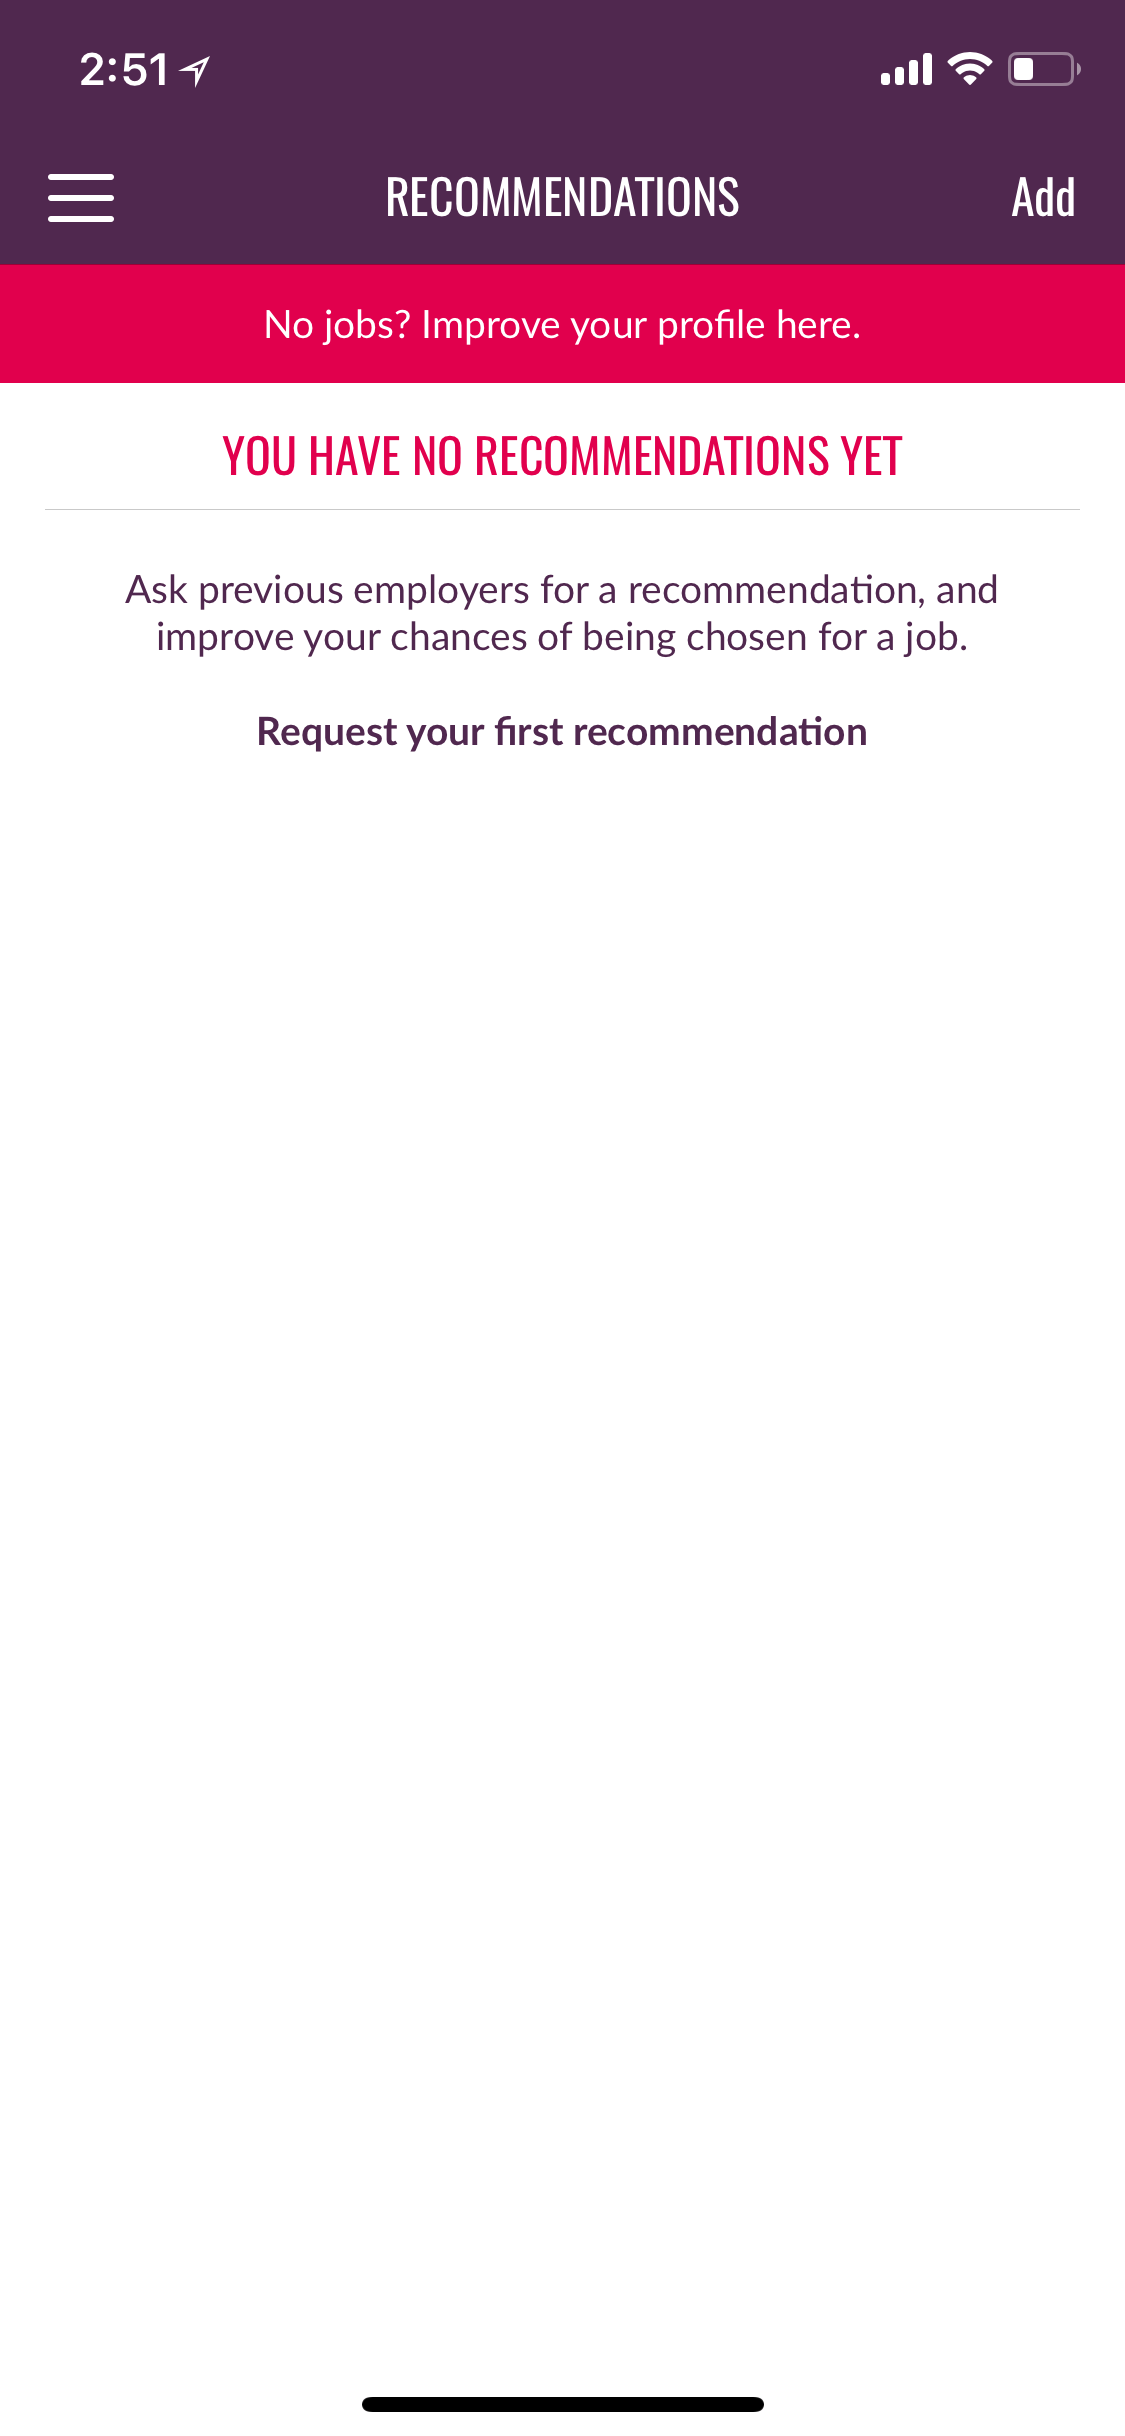 2:51
RECOMMENDATIONS
Add
No jobs? Improve your profile here.
YOU HAVE NO RECOMMENDATIONS YET
Ask previous employers for a recommendation, and
improve your chances of being chosen for a job.
Request your first recommendation